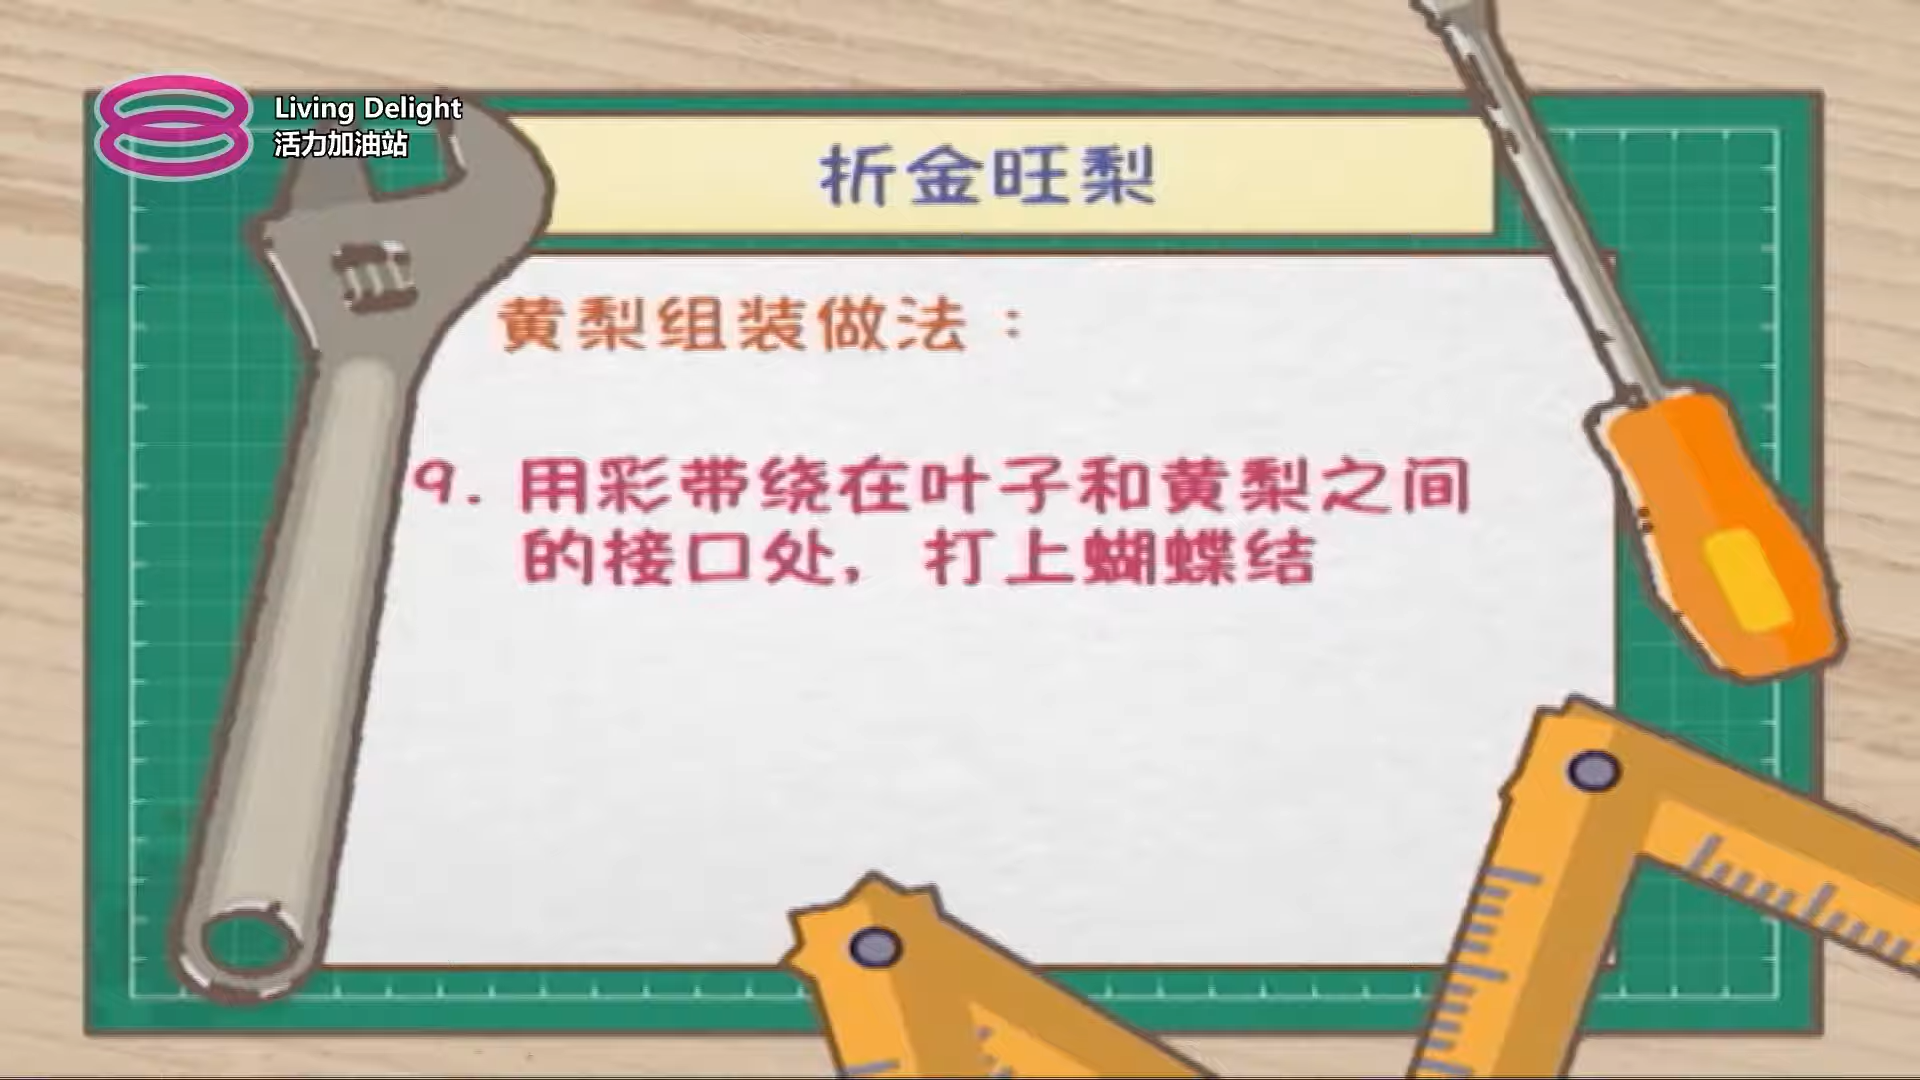 Living Delight
活力加油站
折金旺梨
黄梨组装做法：
9. 用彩带绕在叶子和黄梨之间
的接口处，打上蝴蝶结